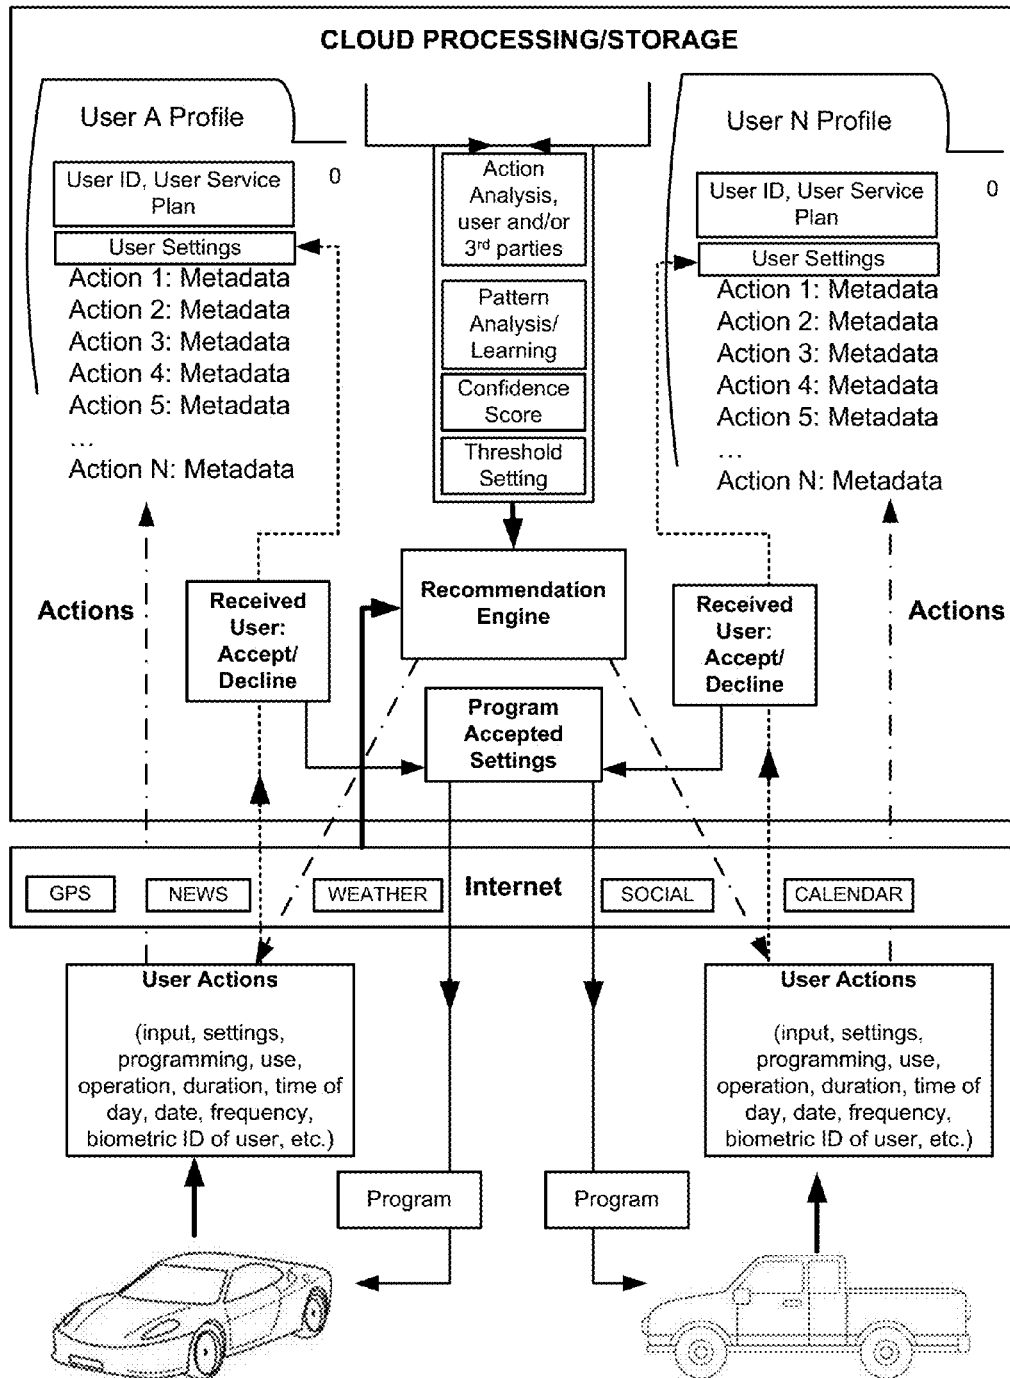 CLOUD PROCESSING/STORAGE
User A Profile
0
User ID, User Service
Plan
User Settings
Action 1: Metadata
Action 2: Metadata
Action 3: Metadata
Action 4: Metadata
Action 5: Metadata
...
Action N: Metadata
Action
Analysis,
user and/or
3rd parties
Pattern
Analysis/
Learning
Confidence
Score
Threshold
Setting
User N Profile
0
User ID, User Service
Plan
User Settings
Action 1: Metadata
Action 2: Metadata
Action 3: Metadata
Action 4: Metadata
Action 5: Metadata
...
Action N: Metadata
Actions
Received
User:
Accept/
Decline
Recommendation
Engine
Received
User:
Accept/
Decline
Actions
Program
Accepted
Settings
Internet
GPS
NEWS
WEATHER
SOCIAL
CALENDAR
User Actions
(input, settings,
programming, use,
operation, duration, time of
day, date, frequency,
biometric ID of user, etc.)
User Actions
(input, settings,
programming, use,
operation, duration, time of
day, date, frequency,
biometric ID of user, etc.)
Program
Program